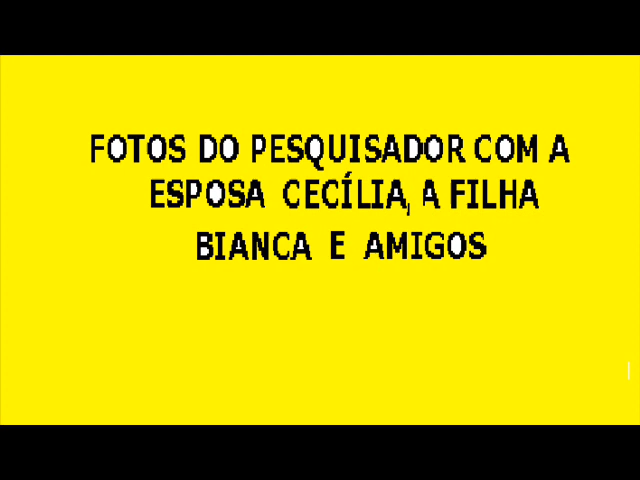 FOTOS DO PESQUISADOR COM A
ESPOSA CECÍLIA, A FILHA
BIANCA E AMIGOS